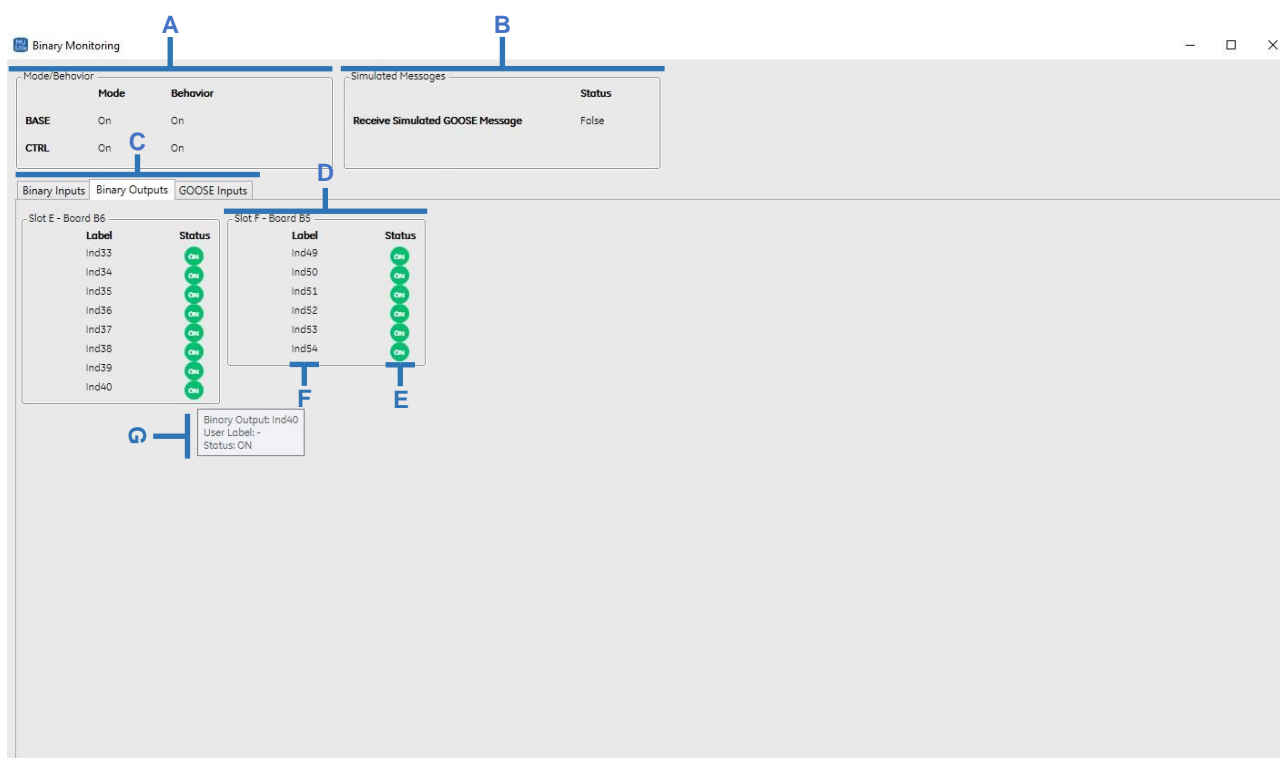 A B
MU 320E Binary Monitoring
Mode/Behavior Simulated Messages
Mode Behavior Status
BASE On On Receive Simulated GOOSE Message False
CTRL On On
C D
Binary Inputs Binary Outputs GOOSE Inputs
Slot E - Board B6 Slot F - Board B5
Label Status Label Status
Ind33 ON Ind49 ON
Ind34 ON Ind50 ON
Ind35 ON Ind51 ON
Ind36 ON Ind52 ON
Ind37 ON Ind53 ON
Ind38 ON Ind54 ON
Ind39 ON
Ind40 ON F E
Binary Output: Ind40
G User Label: -
Status: ON